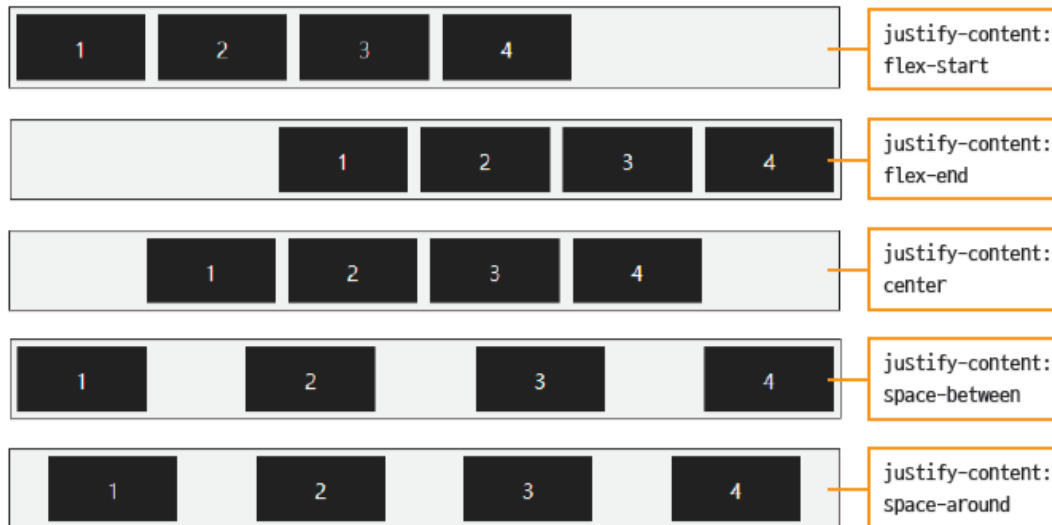 1 2 3 4
justify-content:
flex-start
1 2 3 4
justify-content:
flex-end
1 2 3 4
justify-content:
center
1 2 3 4
justify-content:
space-between
1 2 3 4
justify-content:
space-around